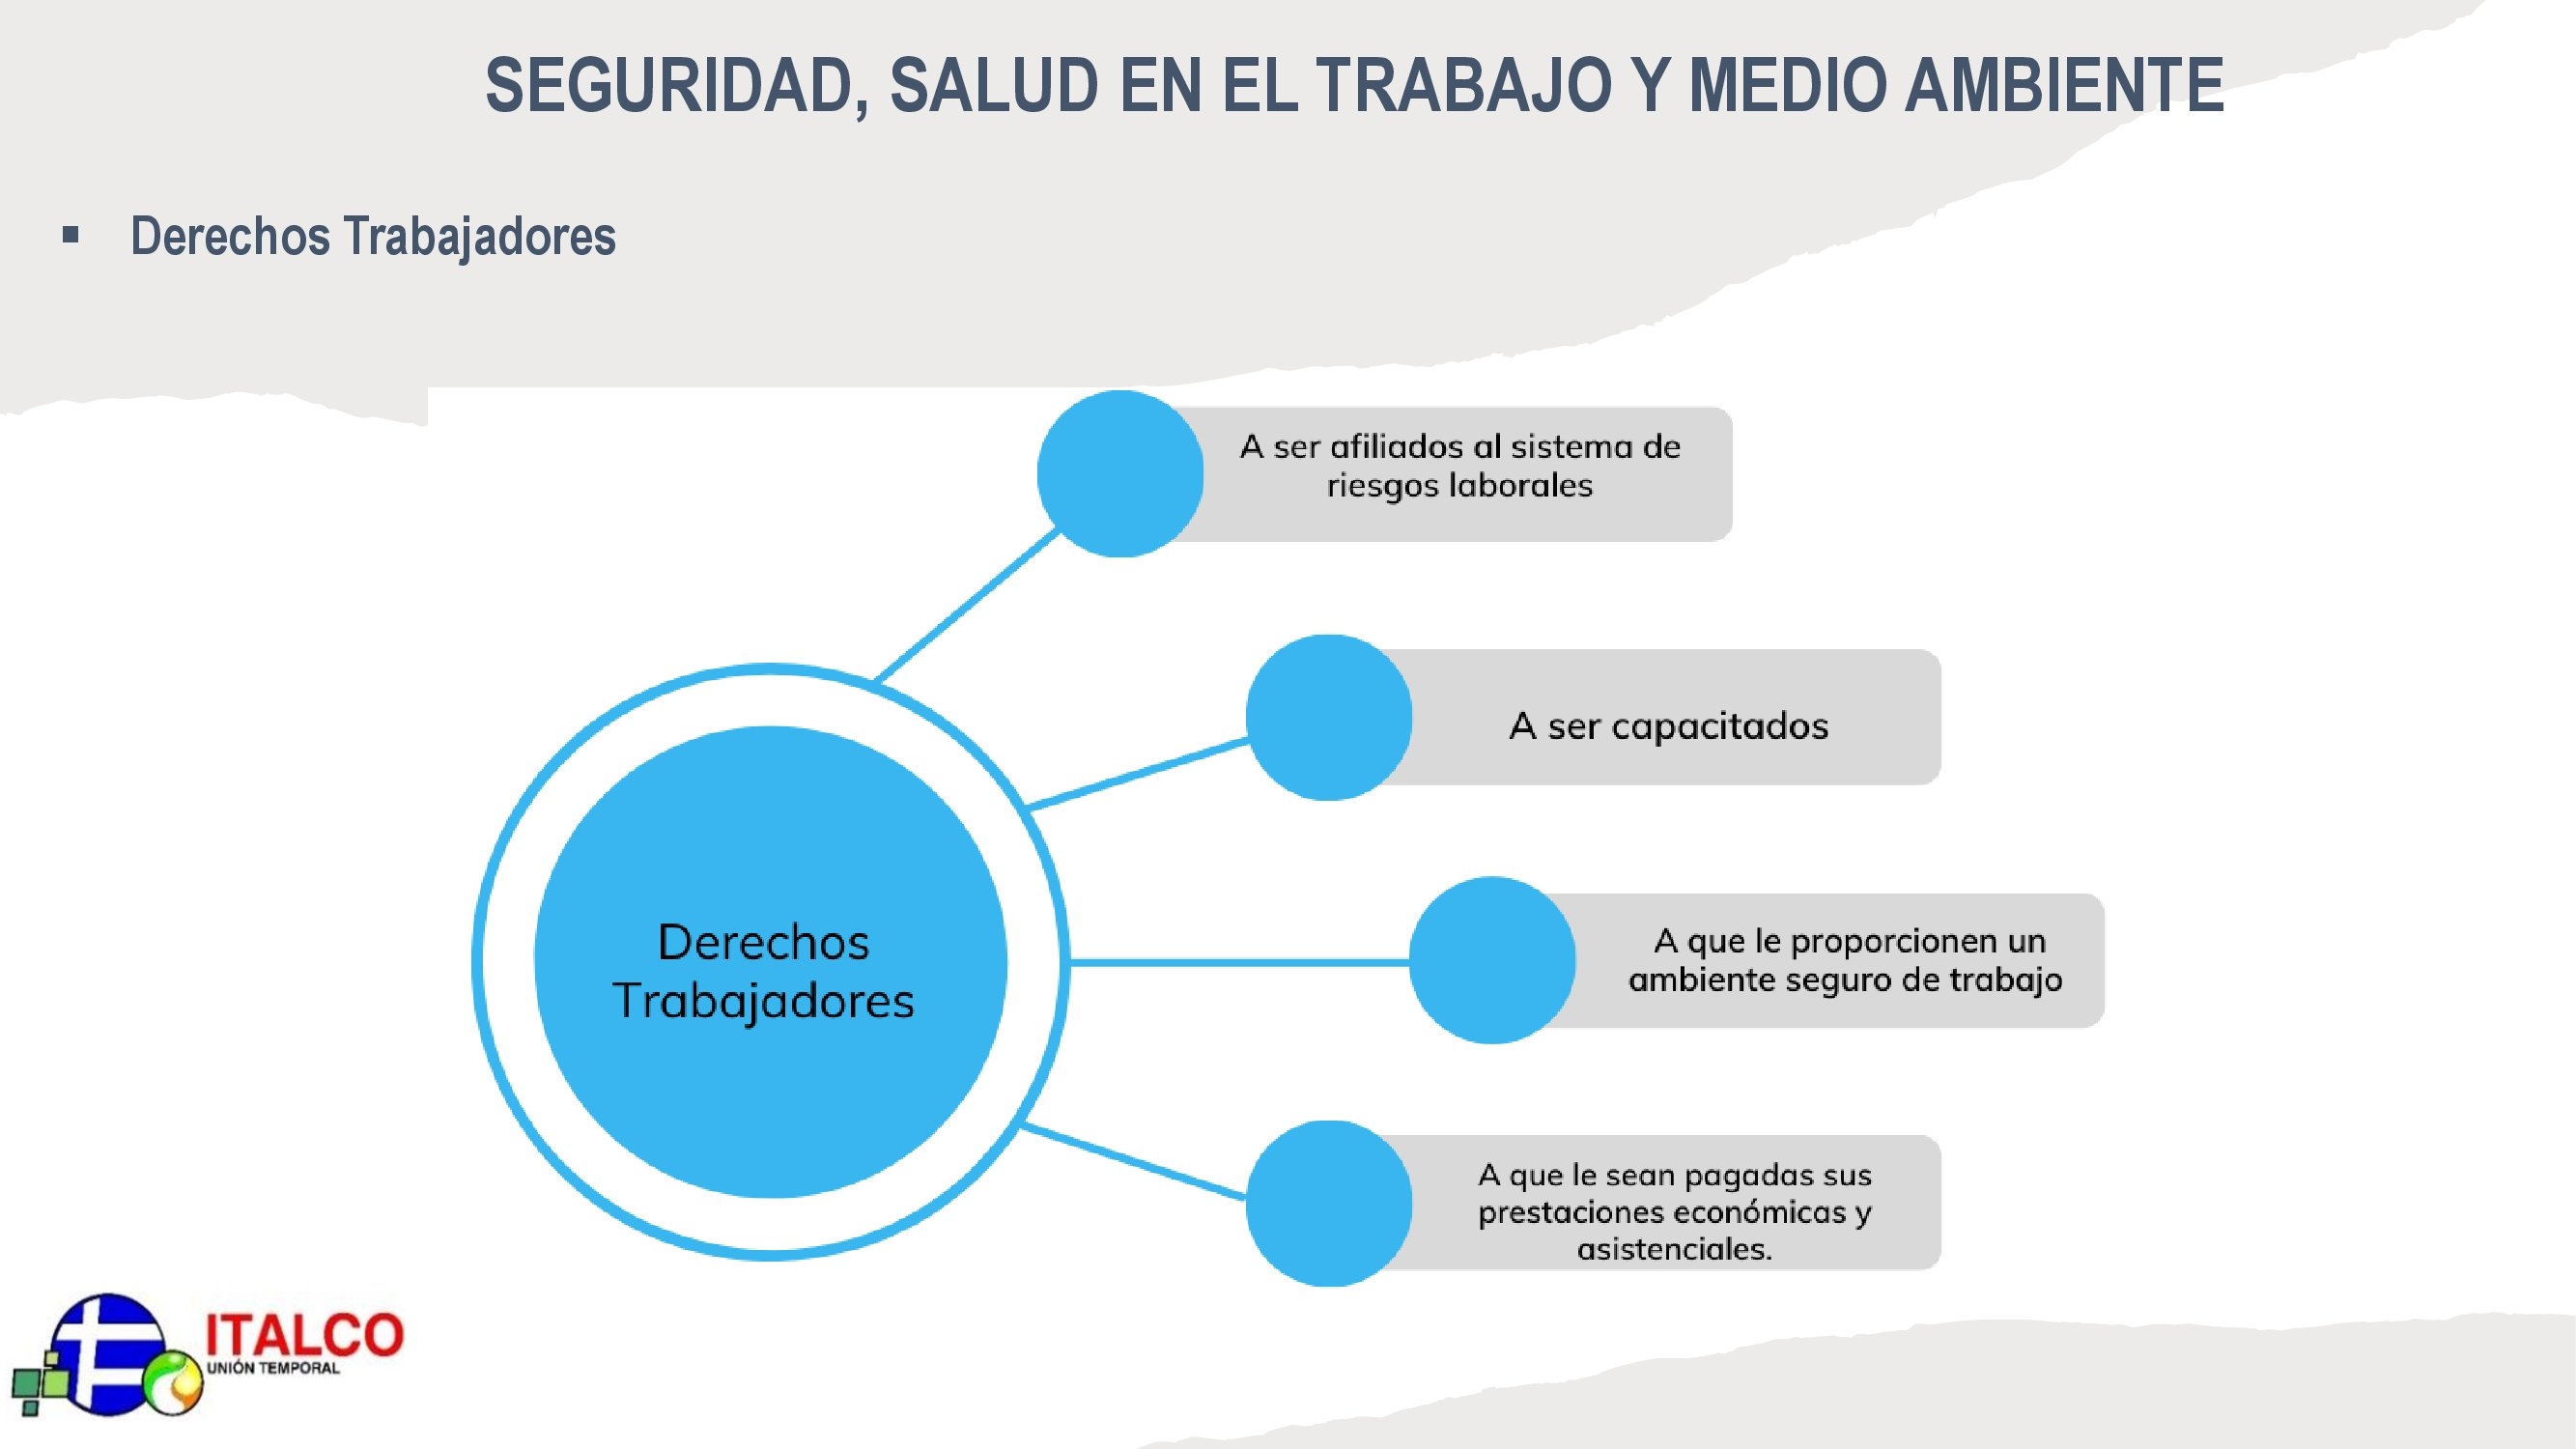 SEGURIDAD, SALUD EN EL TRABAJO Y MEDIO AMBIENTE
▪ Derechos Trabajadores
A ser afiliados al sistema de
riesgos laborales
A ser capacitados
Derechos
Trabajadores
A que le proporcionen un
ambiente seguro de trabajo
A que le sean pagadas sus
prestaciones económicas y
asistenciales.
ITALCO
UNIÓN TEMPORAL